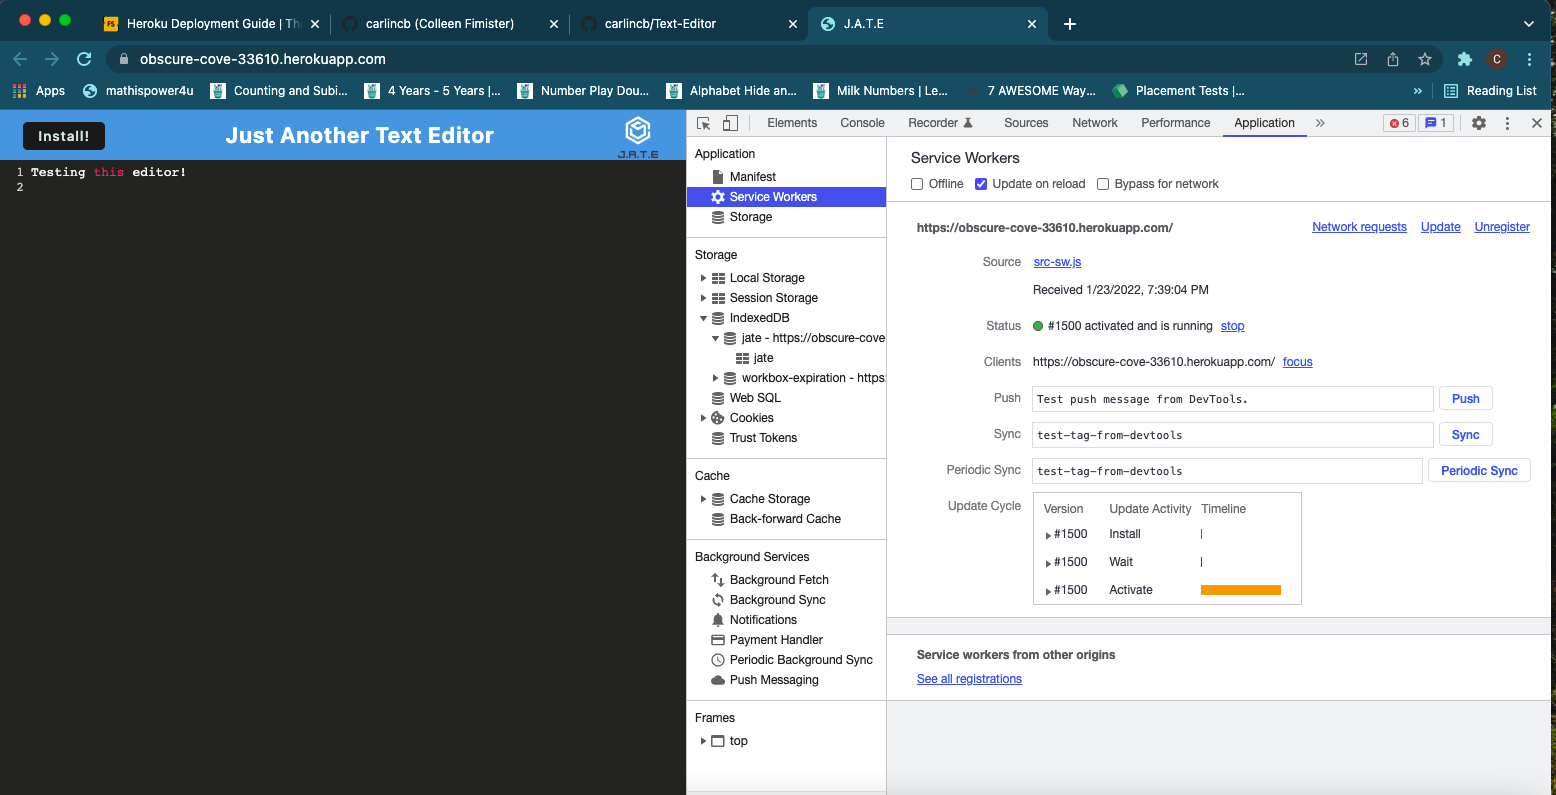 Heroku Deployment Guide | Th
carlincb (Colleen Fimister)
carlincb/Text-Editor
J.A.T.E
obscure-cove-33610.herokuapp.com
C
Apps
mathispower4u
Counting and Subi...
4 Years - 5 Years |...
Number Play Dou...
Alphabet Hide an...
Milk Numbers | Le...
7 AWESOME Way...
Placement Tests |...
»
Reading List
Install!
Just Another Text Editor
J.A.T.E
1 Testing this editor!
2
Elements
Console
Recorder
Sources
Network
Performance
Application
»
6
1
Application
Manifest
Service Workers
Storage
Storage
Local Storage
Session Storage
IndexedDB
jate - https://obscure-cove
jate
workbox-expiration - https:
Web SQL
Cookies
Trust Tokens
Cache
Cache Storage
Back-forward Cache
Background Services
Background Fetch
Background Sync
Notifications
Payment Handler
Periodic Background Sync
Push Messaging
Frames
top
Service Workers
Offline
Update on reload
Bypass for network
https://obscure-cove-33610.herokuapp.com/
Network requests
Update
Unregister
Source src-sw.js
Received 1/23/2022, 7:39:04 PM
Status #1500 activated and is running stop
Clients https://obscure-cove-33610.herokuapp.com/ focus
Push Test push message from DevTools. Push
Sync test-tag-from-devtools Sync
Periodic Sync test-tag-from-devtools Periodic Sync
Update Cycle
Version Update Activity Timeline
#1500 Install
#1500 Wait
#1500 Activate
Service workers from other origins
See all registrations